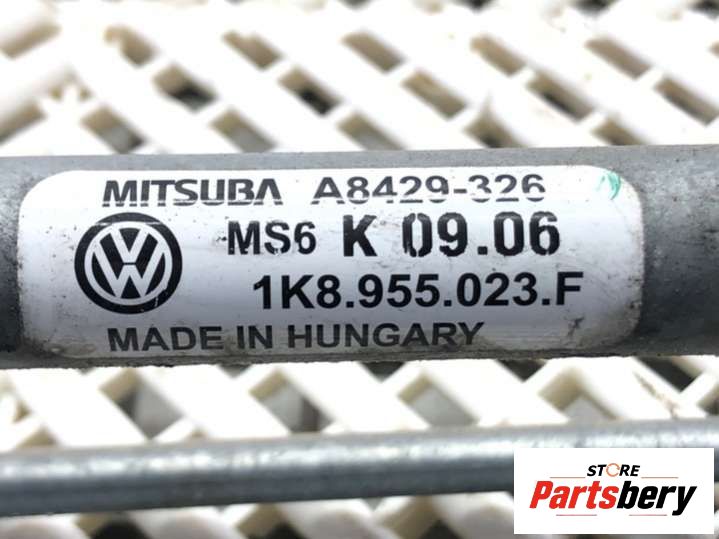 MITSUBA A8429-326
MS6 K 09.06
1K8.955.023.F
MADE IN HUNGARY
STORE
Partsbery